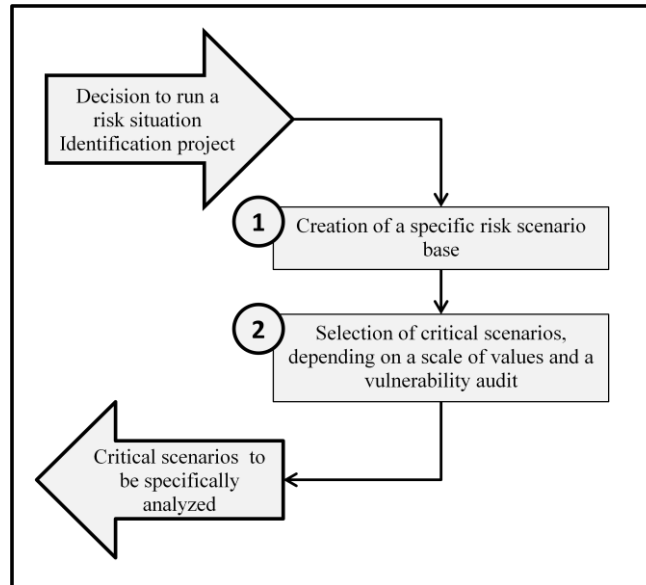 Decision to run a
risk situation
Identification project
1
Creation of a specific risk scenario
base
2
Selection of critical scenarios,
depending on a scale of values and a
vulnerability audit
Critical scenarios to
be specifically
analyzed